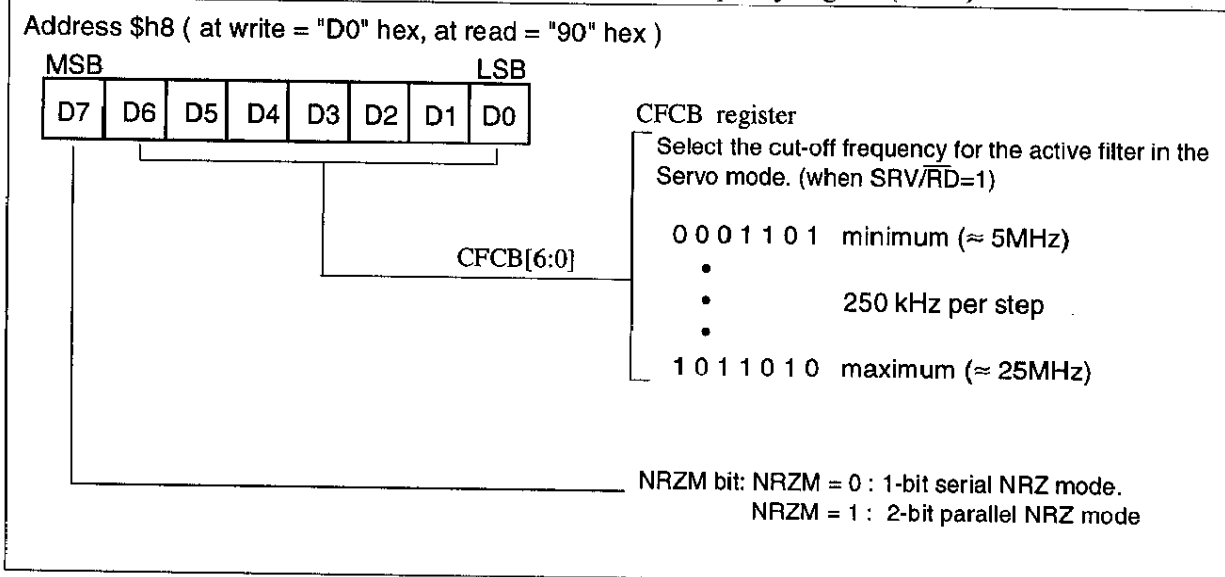 Address $h8 ( at write = "D0" hex, at read = "90" hex )
MSB LSB
D7 D6 D5 D4 D3 D2 D1 D0
CFCB register
Select the cut-off frequency for the active filter in the
Servo mode. (when SRV/R̅D̅=1)
0 0 0 1 1 0 1 minimum (≈ 5MHz)
CFCB[6:0]
• 
• 250 kHz per step
• 
1 0 1 1 0 1 0 maximum (≈ 25MHz)
NRZM bit: NRZM = 0 : 1-bit serial NRZ mode.
NRZM = 1 : 2-bit parallel NRZ mode